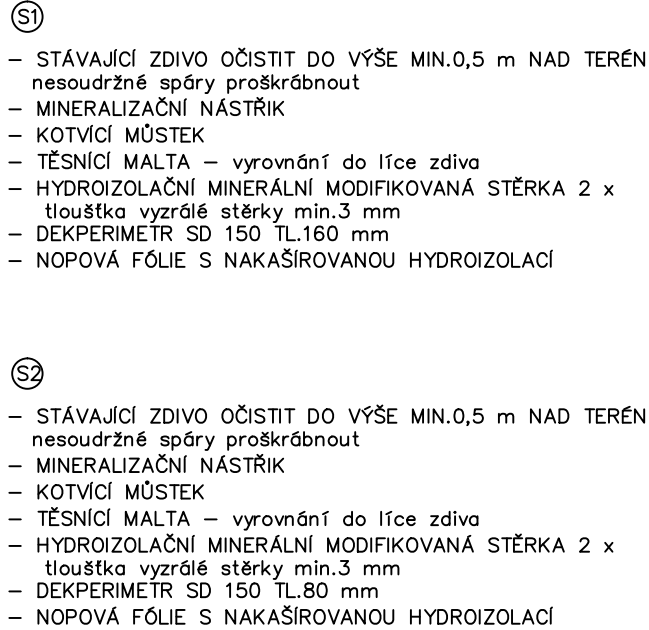 S1
– STÁVAJÍCÍ ZDIVO OČISTIT DO VÝŠE MIN.0,5 m NAD TERÉN
nesoudržné spáry proškrábnout
– MINERALIZAČNÍ NÁSTŘIK
– KOTVÍCÍ MŮSTEK
– TĚSNÍCÍ MALTA – vyrovnání do líce zdiva
– HYDROIZOLAČNÍ MINERÁLNÍ MODIFIKOVANÁ STĚRKA 2 x
tloušťka vyzrálé stěrky min.3 mm
– DEKPERIMETR SD 150 TL.160 mm
– NOPOVÁ FÓLIE S NAKAŠÍROVANOU HYDROIZOLACÍ
S2
– STÁVAJÍCÍ ZDIVO OČISTIT DO VÝŠE MIN.0,5 m NAD TERÉN
nesoudržné spáry proškrábnout
– MINERALIZAČNÍ NÁSTŘIK
– KOTVÍCÍ MŮSTEK
– TĚSNÍCÍ MALTA – vyrovnání do líce zdiva
– HYDROIZOLAČNÍ MINERÁLNÍ MODIFIKOVANÁ STĚRKA 2 x
tloušťka vyzrálé stěrky min.3 mm
– DEKPERIMETR SD 150 TL.80 mm
– NOPOVÁ FÓLIE S NAKAŠÍROVANOU HYDROIZOLACÍ